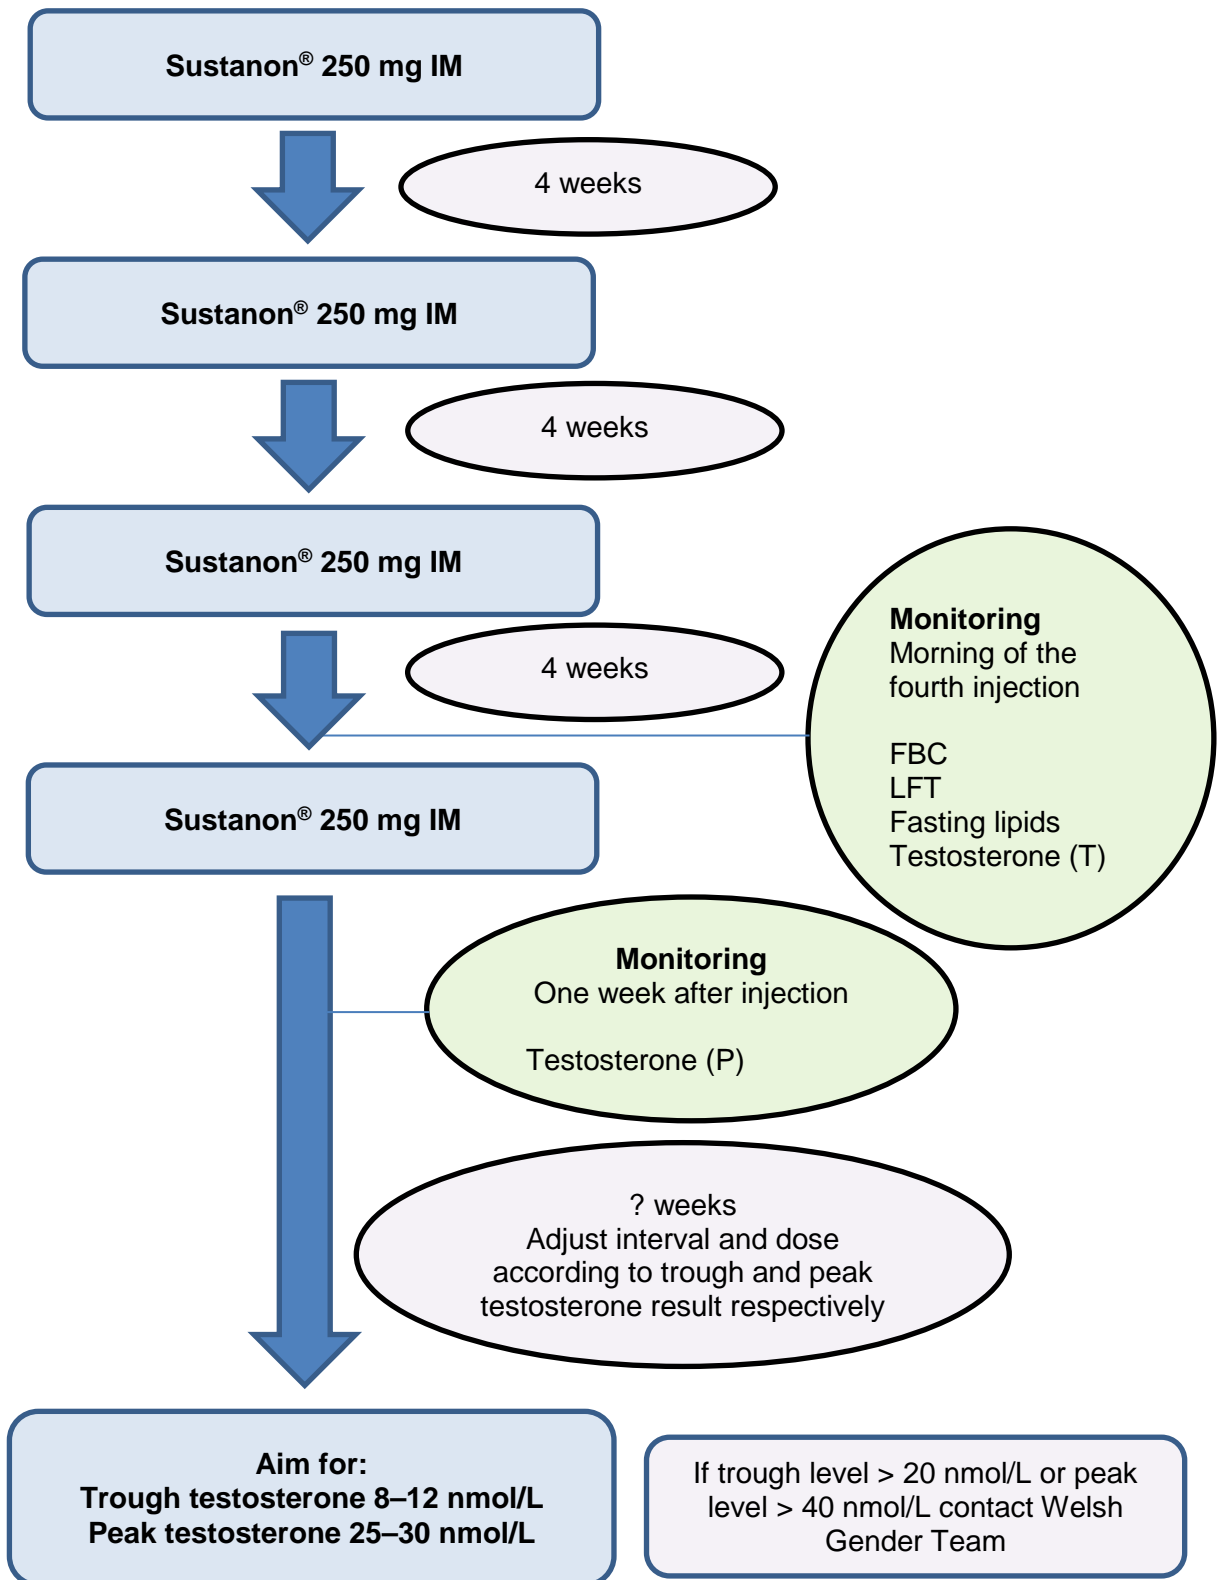 Sustanon® 250 mg IM
4 weeks
Sustanon® 250 mg IM
4 weeks
Sustanon® 250 mg IM
4 weeks
Monitoring
Morning of the
fourth injection
FBC
LFT
Fasting lipids
Testosterone (T)
Sustanon® 250 mg IM
Monitoring
One week after injection
Testosterone (P)
? weeks
Adjust interval and dose
according to trough and peak
testosterone result respectively
Aim for:
Trough testosterone 8–12 nmol/L
Peak testosterone 25–30 nmol/L
If trough level > 20 nmol/L or peak
level > 40 nmol/L contact Welsh
Gender Team